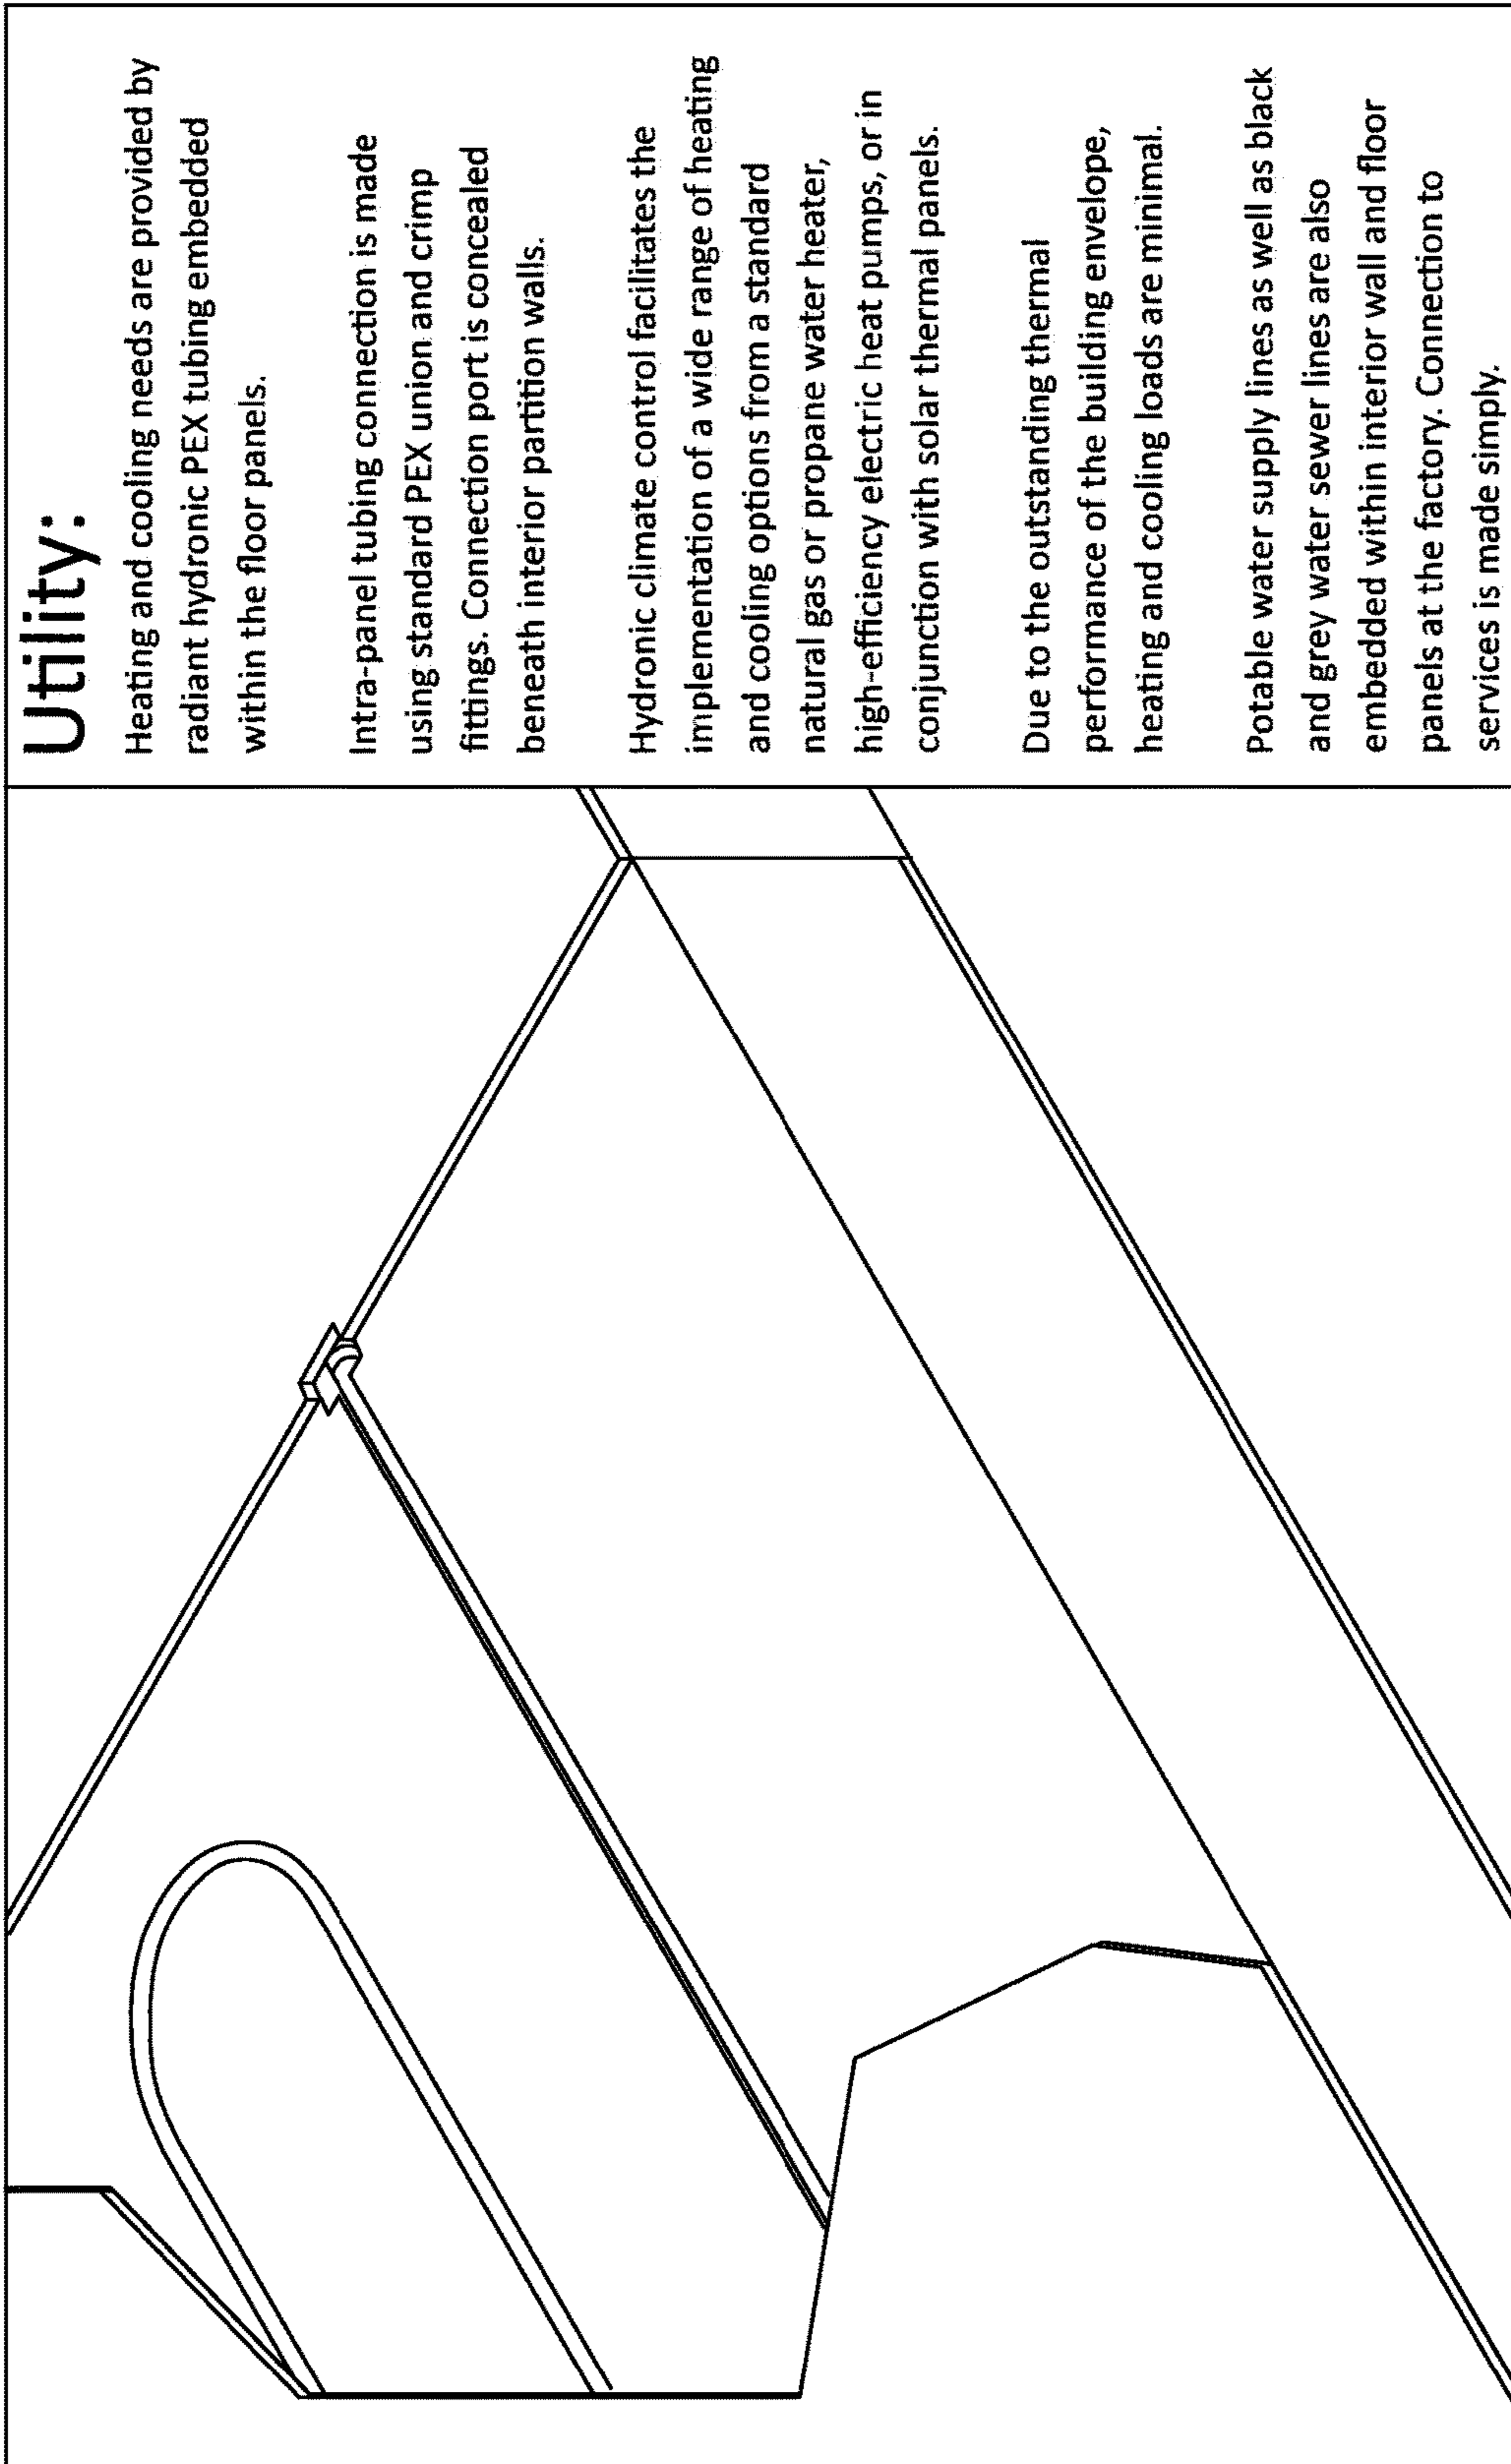 Utility:
Heating and cooling needs are provided by
radiant hydronic PEX tubing embedded
within the floor panels.
Intra-panel tubing connection is made
using standard PEX union and crimp
fittings. Connection port is concealed
beneath interior partition walls.
Hydronic climate control facilitates the
implementation of a wide range of heating
and cooling options from a standard
natural gas or propane water heater,
high-efficiency electric heat pumps, or in
conjunction with solar thermal panels.
Due to the outstanding thermal
performance of the building envelope,
heating and cooling loads are minimal.
Potable water supply lines as well as black
and grey water sewer lines are also
embedded within interior wall and floor
panels at the factory. Connection to
services is made simply.